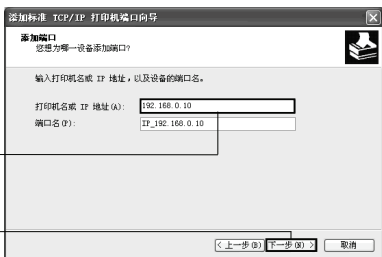 添加标准 TCP/IP 打印机端口向导
添加端口
您想为哪一设备添加端口?
输入打印机名或 IP 地址，以及设备的端口名。
打印机名或 IP 地址(A): 192.168.0.10
端口名(P): IP_192.168.0.10
< 上一步(B) 下一步(N) > 取消